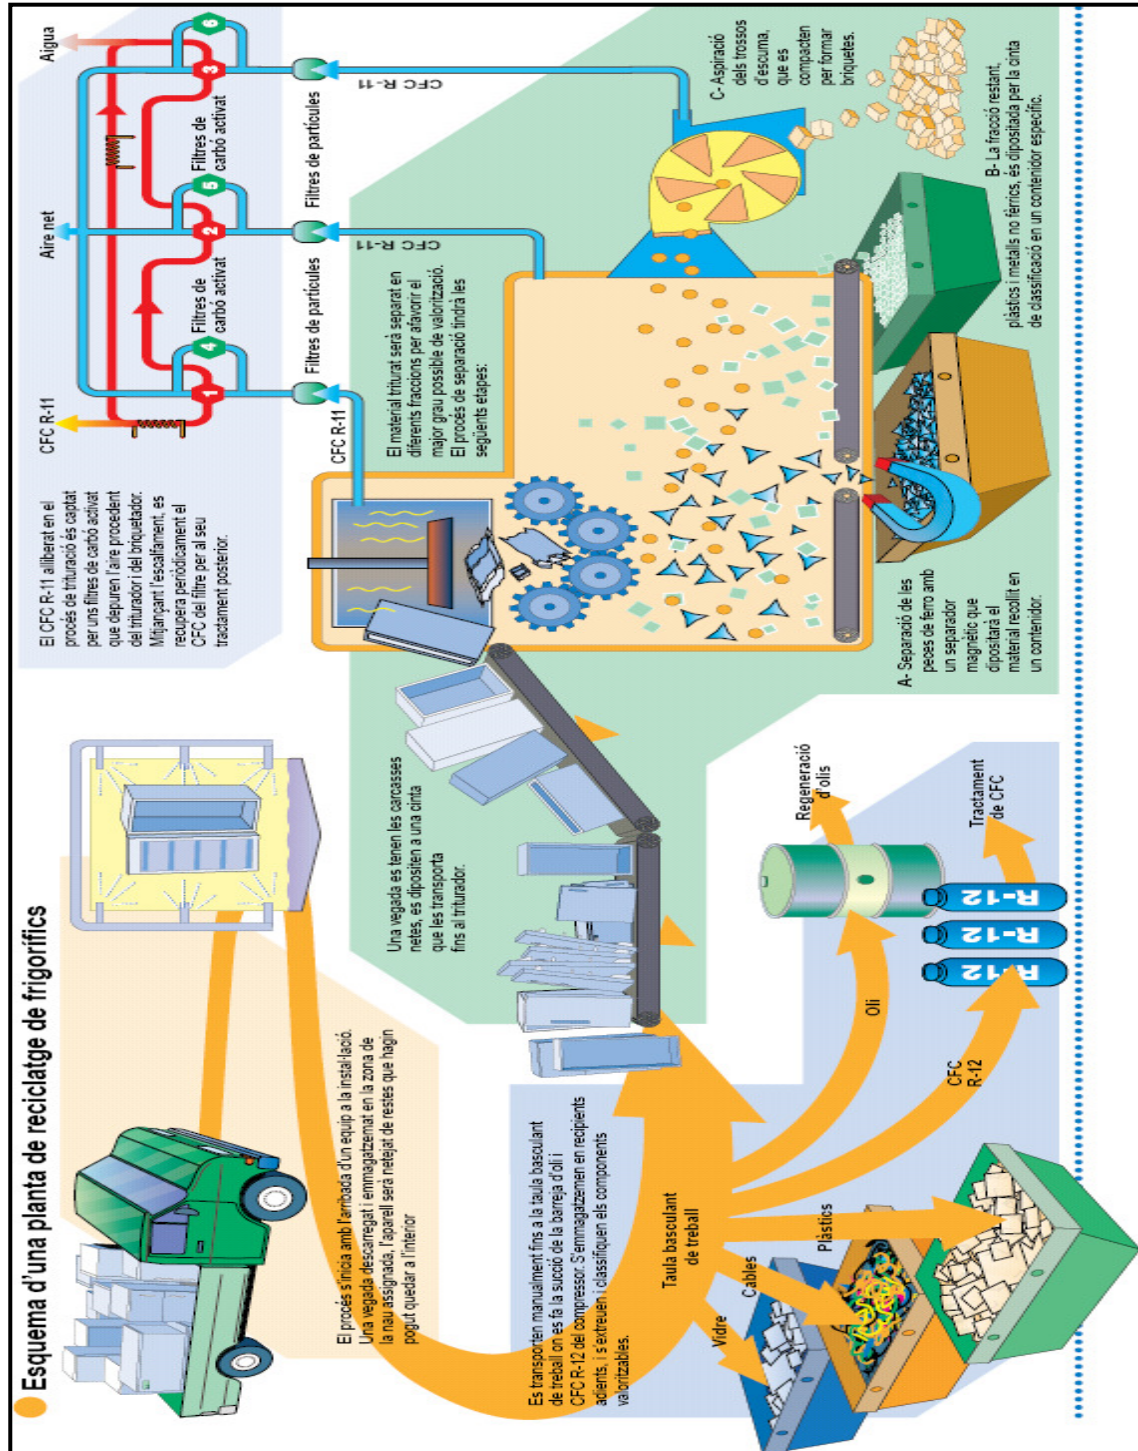 Esquema d'una planta de reciclatge de frigorífics
El procés s'inicia amb l'arribada d'un equip a la instal·lació.
Una vegada descarregat i emmagatzemat en la zona de
la nau assignada, l'aparell serà netejat de restes que hagin
pogut quedar a l'interior
Es transporten manualment fins a la taula basculant
de treball on es fa la succió de la barreja d'oli i
CFC R-12 del compressor. S'emmagatzemen en recipients
adients, i s'extreuen i classifiquen els components
valoritzables.
Taula basculant
de treball
Vidre
Cables
Plàstics
Oli
CFC
R-12
R-12
R-12
R-12
Regeneració
d'olis
Tractament
de CFC
Una vegada es tenen les carcasses
netes, es dipositen a una cinta
que les transporta
fins al triturador.
El CFC R-11 alliberat en el
procés de trituració és captat
per uns filtres de carbó activat
que depuren l'aire procedent
del triturador i del briquetador.
Mitjançant l'escalfament, es
recupera periòdicament el
CFC del filtre per al seu
tractament posterior.
CFC R-11
Aire net
Aigua
1
4
Filtres de
carbó activat
2
5
Filtres de
carbó activat
3
6
Filtres de partícules
Filtres de partícules
CFC R-11
CFC R-11
CFC R-11
El material triturat serà separat en
diferents fraccions per afavorir el
major grau possible de valorització.
El procés de separació tindrà les
següents etapes:
A- Separació de les
peces de ferro amb
un separador
magnètic que
dipositarà el
material recollit en
un contenidor.
B- La fracció restant,
plàstics i metalls no fèrrics, és dipositada per la cinta
de classificació en un contenidor específic.
C- Aspiració
dels trossos
d'escuma,
que es
compacten
per formar
briquetes.